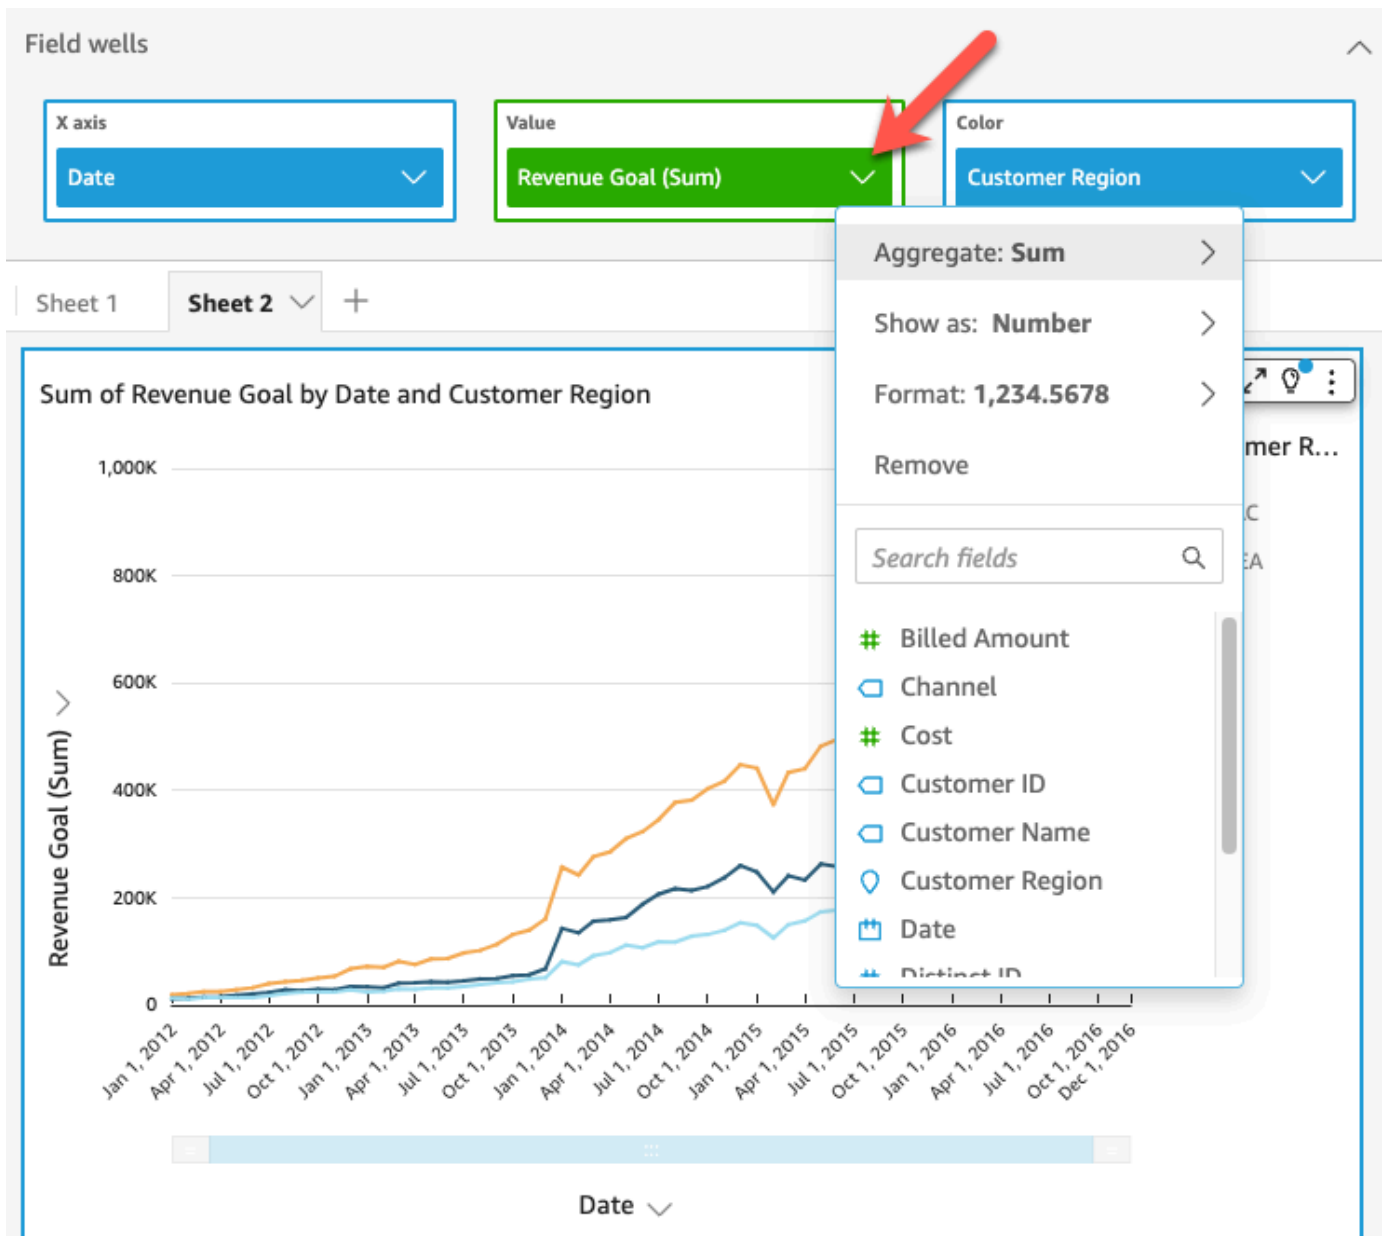 Field wells
X axis
Date
Value
Revenue Goal (Sum)
Color
Customer Region
Aggregate: Sum
Show as: Number
Format: 1,234.5678
Remove
Search fields
Billed Amount
Channel
Cost
Customer ID
Customer Name
Customer Region
Date
Distinct ID
Sheet 1
Sheet 2
Sum of Revenue Goal by Date and Customer Region
mer R...
C
EA
Revenue Goal (Sum)
1,000K
800K
600K
400K
200K
0
Jan 1, 2012
Apr 1, 2012
Jul 1, 2012
Oct 1, 2012
Jan 1, 2013
Apr 1, 2013
Jul 1, 2013
Oct 1, 2013
Jan 1, 2014
Apr 1, 2014
Jul 1, 2014
Oct 1, 2014
Jan 1, 2015
Apr 1, 2015
Jul 1, 2015
Oct 1, 2015
Jan 1, 2016
Apr 1, 2016
Jul 1, 2016
Oct 1, 2016
Dec 1, 2016
Date